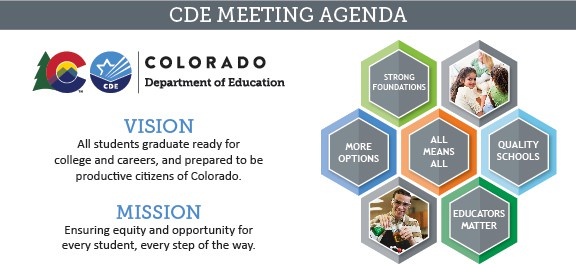 CDE MEETING AGENDA
CDE
COLORADO
Department of Education
VISION
All students graduate ready for
college and careers, and prepared to be
productive citizens of Colorado.
MISSION
Ensuring equity and opportunity for
every student, every step of the way.
STRONG
FOUNDATIONS
MORE
OPTIONS
ALL
MEANS
ALL
QUALITY
SCHOOLS
EDUCATORS
MATTER